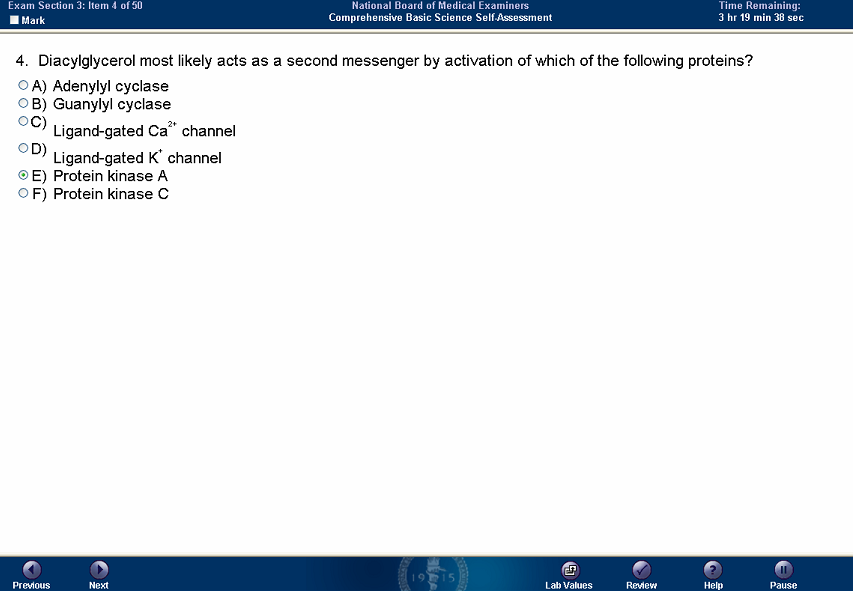 Exam Section 3: Item 4 of 50
National Board of Medical Examiners
Time Remaining:
Mark
Comprehensive Basic Science Self-Assessment
3 hr 19 min 38 sec
4. Diacylglycerol most likely acts as a second messenger by activation of which of the following proteins?
A) Adenylyl cyclase
B) Guanylyl cyclase
C) Ligand-gated Ca²⁺ channel
D) Ligand-gated K⁺ channel
E) Protein kinase A
F) Protein kinase C
19 15
Previous
Next
Lab Values
Review
Help
Pause